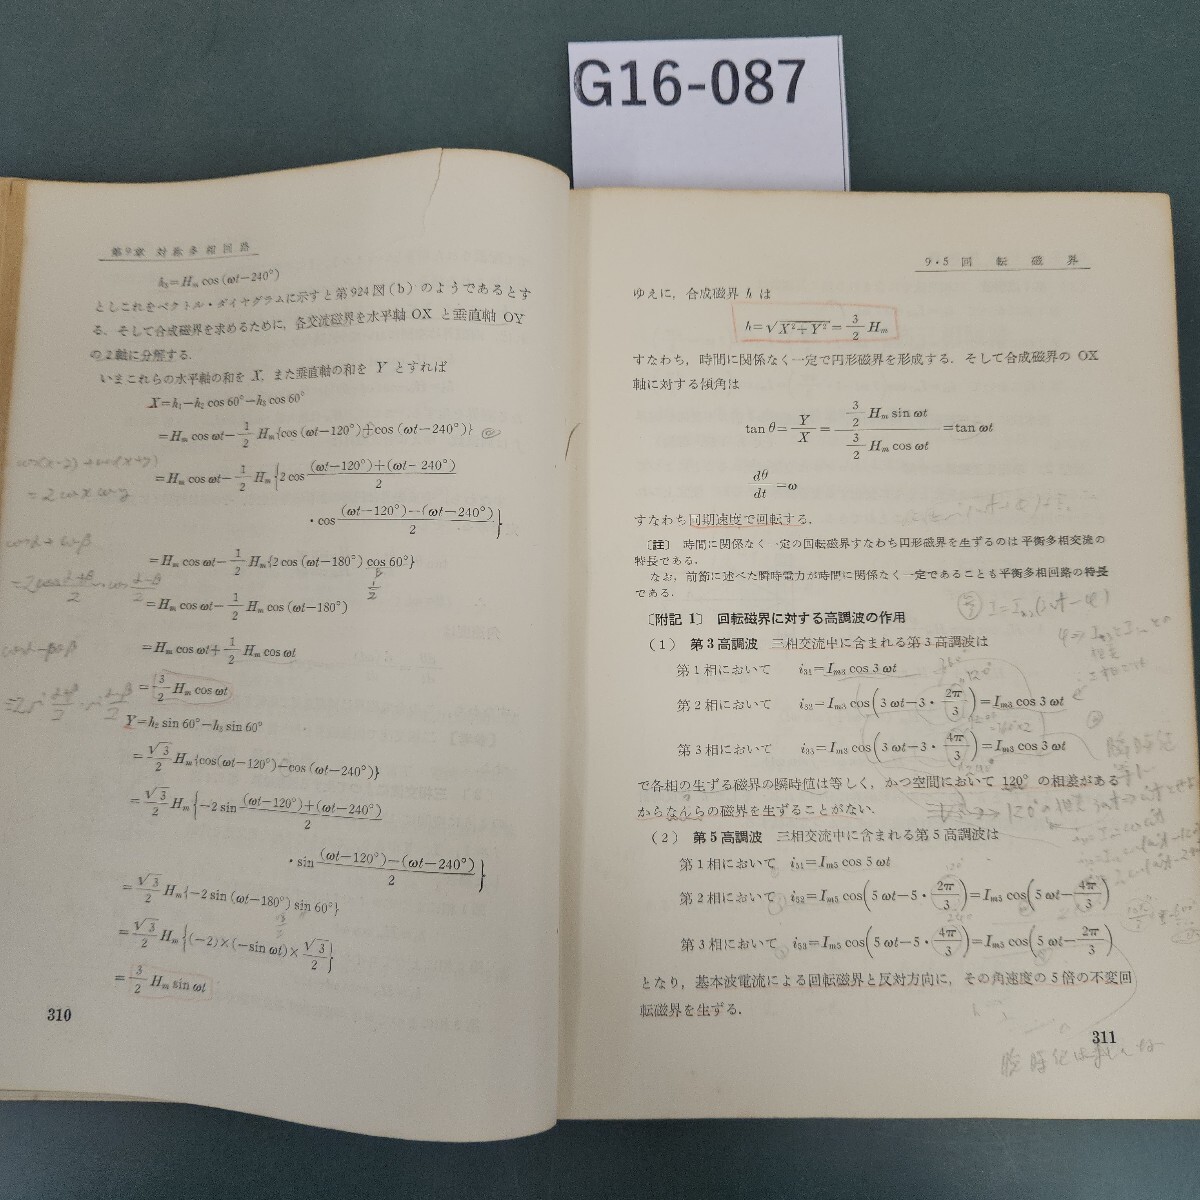 G16-087
第9章 対称多相回路
h₃=Hₘ cos (ωt−240°)
としこれをベクトル・ダイヤグラムに示すと第924図(b) のようであるとす
る．そして合成磁界を求めるために，各交流磁界を水平軸 OX と垂直軸 OY
の2軸に分解する．
いまこれらの水平軸の和を X，また垂直軸の和を Y とすれば
X=h₁−h₂ cos 60°−h₃ cos 60°
=Hₘ cos ωt−1/2 Hₘ{cos (ωt−120°)+cos (ωt−240°)}
=Hₘ cos ωt−1/2 Hₘ{2 cos (ωt−120°)+(ωt−240°)/2
・cos (ωt−120°)−(ωt−240°)/2}
=Hₘ cos ωt−1/2 Hₘ{2 cos (ωt−180°) cos 60°}
1/2
=Hₘ cos ωt−1/2 Hₘ cos (ωt−180°)
=Hₘ cos ωt+1/2 Hₘ cos ωt
=3/2 Hₘ cos ωt
Y=h₂ sin 60°−h₃ sin 60°
=√3/2 Hₘ{cos(ωt−120°)−cos (ωt−240°)}
=√3/2 Hₘ{−2 sin (ωt−120°)+(ωt−240°)/2
・sin (ωt−120°)−(ωt−240°)/2}
=√3/2 Hₘ{−2 sin (ωt−180°) sin 60°}
=√3/2 Hₘ{(−2)×(−sin ωt)×√3/2}
=3/2 Hₘ sin ωt
310
9・5 回転磁界
ゆえに，合成磁界 h は
h=√X²+Y²=3/2 Hₘ
すなわち，時間に関係なく一定で円形磁界を形成する．そして合成磁界の OX
軸に対する傾角は
tan θ=Y/X=(3/2 Hₘ sin ωt)/(3/2 Hₘ cos ωt)=tan ωt
dθ/dt=ω
すなわち同期速度で回転する．
〔註〕 時間に関係なく一定の回転磁界すなわち円形磁界を生ずるのは平衡多相交流の
特長である．
なお，前節に述べた瞬時電力が時間に関係なく一定であることも平衡多相回路の特長
である．
〔附記 1〕 回転磁界に対する高調波の作用
(1) 第3高調波 三相交流中に含まれる第3高調波は
第1相において i₃₁=Iₘ₃ cos 3 ωt
第2相において i₃₂=Iₘ₃ cos(3 ωt−3・2π/3)=Iₘ₃ cos 3 ωt
第3相において i₃₃=Iₘ₃ cos(3 ωt−3・4π/3)=Iₘ₃ cos 3 ωt
で各相の生ずる磁界の瞬時値は等しく，かつ空間において 120° の相差がある
からなんらの磁界を生ずることがない．
(2) 第5高調波 三相交流中に含まれる第5高調波は
第1相において i₅₁=Iₘ₅ cos 5 ωt
第2相において i₅₂=Iₘ₅ cos(5 ωt−5・2π/3)=Iₘ₅ cos(5 ωt−4π/3)
第3相において i₅₃=Iₘ₅ cos(5 ωt−5・4π/3)=Iₘ₅ cos(5 ωt−2π/3)
となり，基本波電流による回転磁界と反対方向に，その角速度の5倍の不変回
転磁界を生ずる．
311